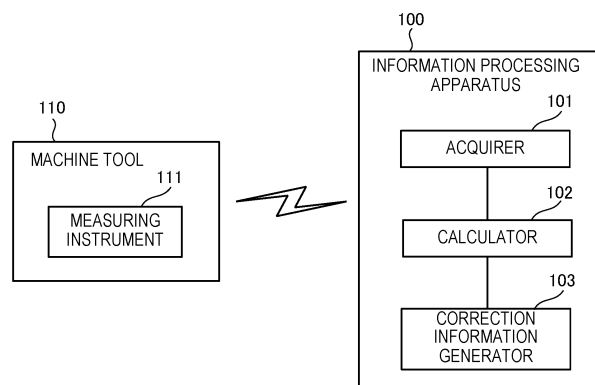 100
INFORMATION PROCESSING
APPARATUS
101
ACQUIRER
110
MACHINE TOOL
111
MEASURING
INSTRUMENT
102
CALCULATOR
103
CORRECTION
INFORMATION
GENERATOR